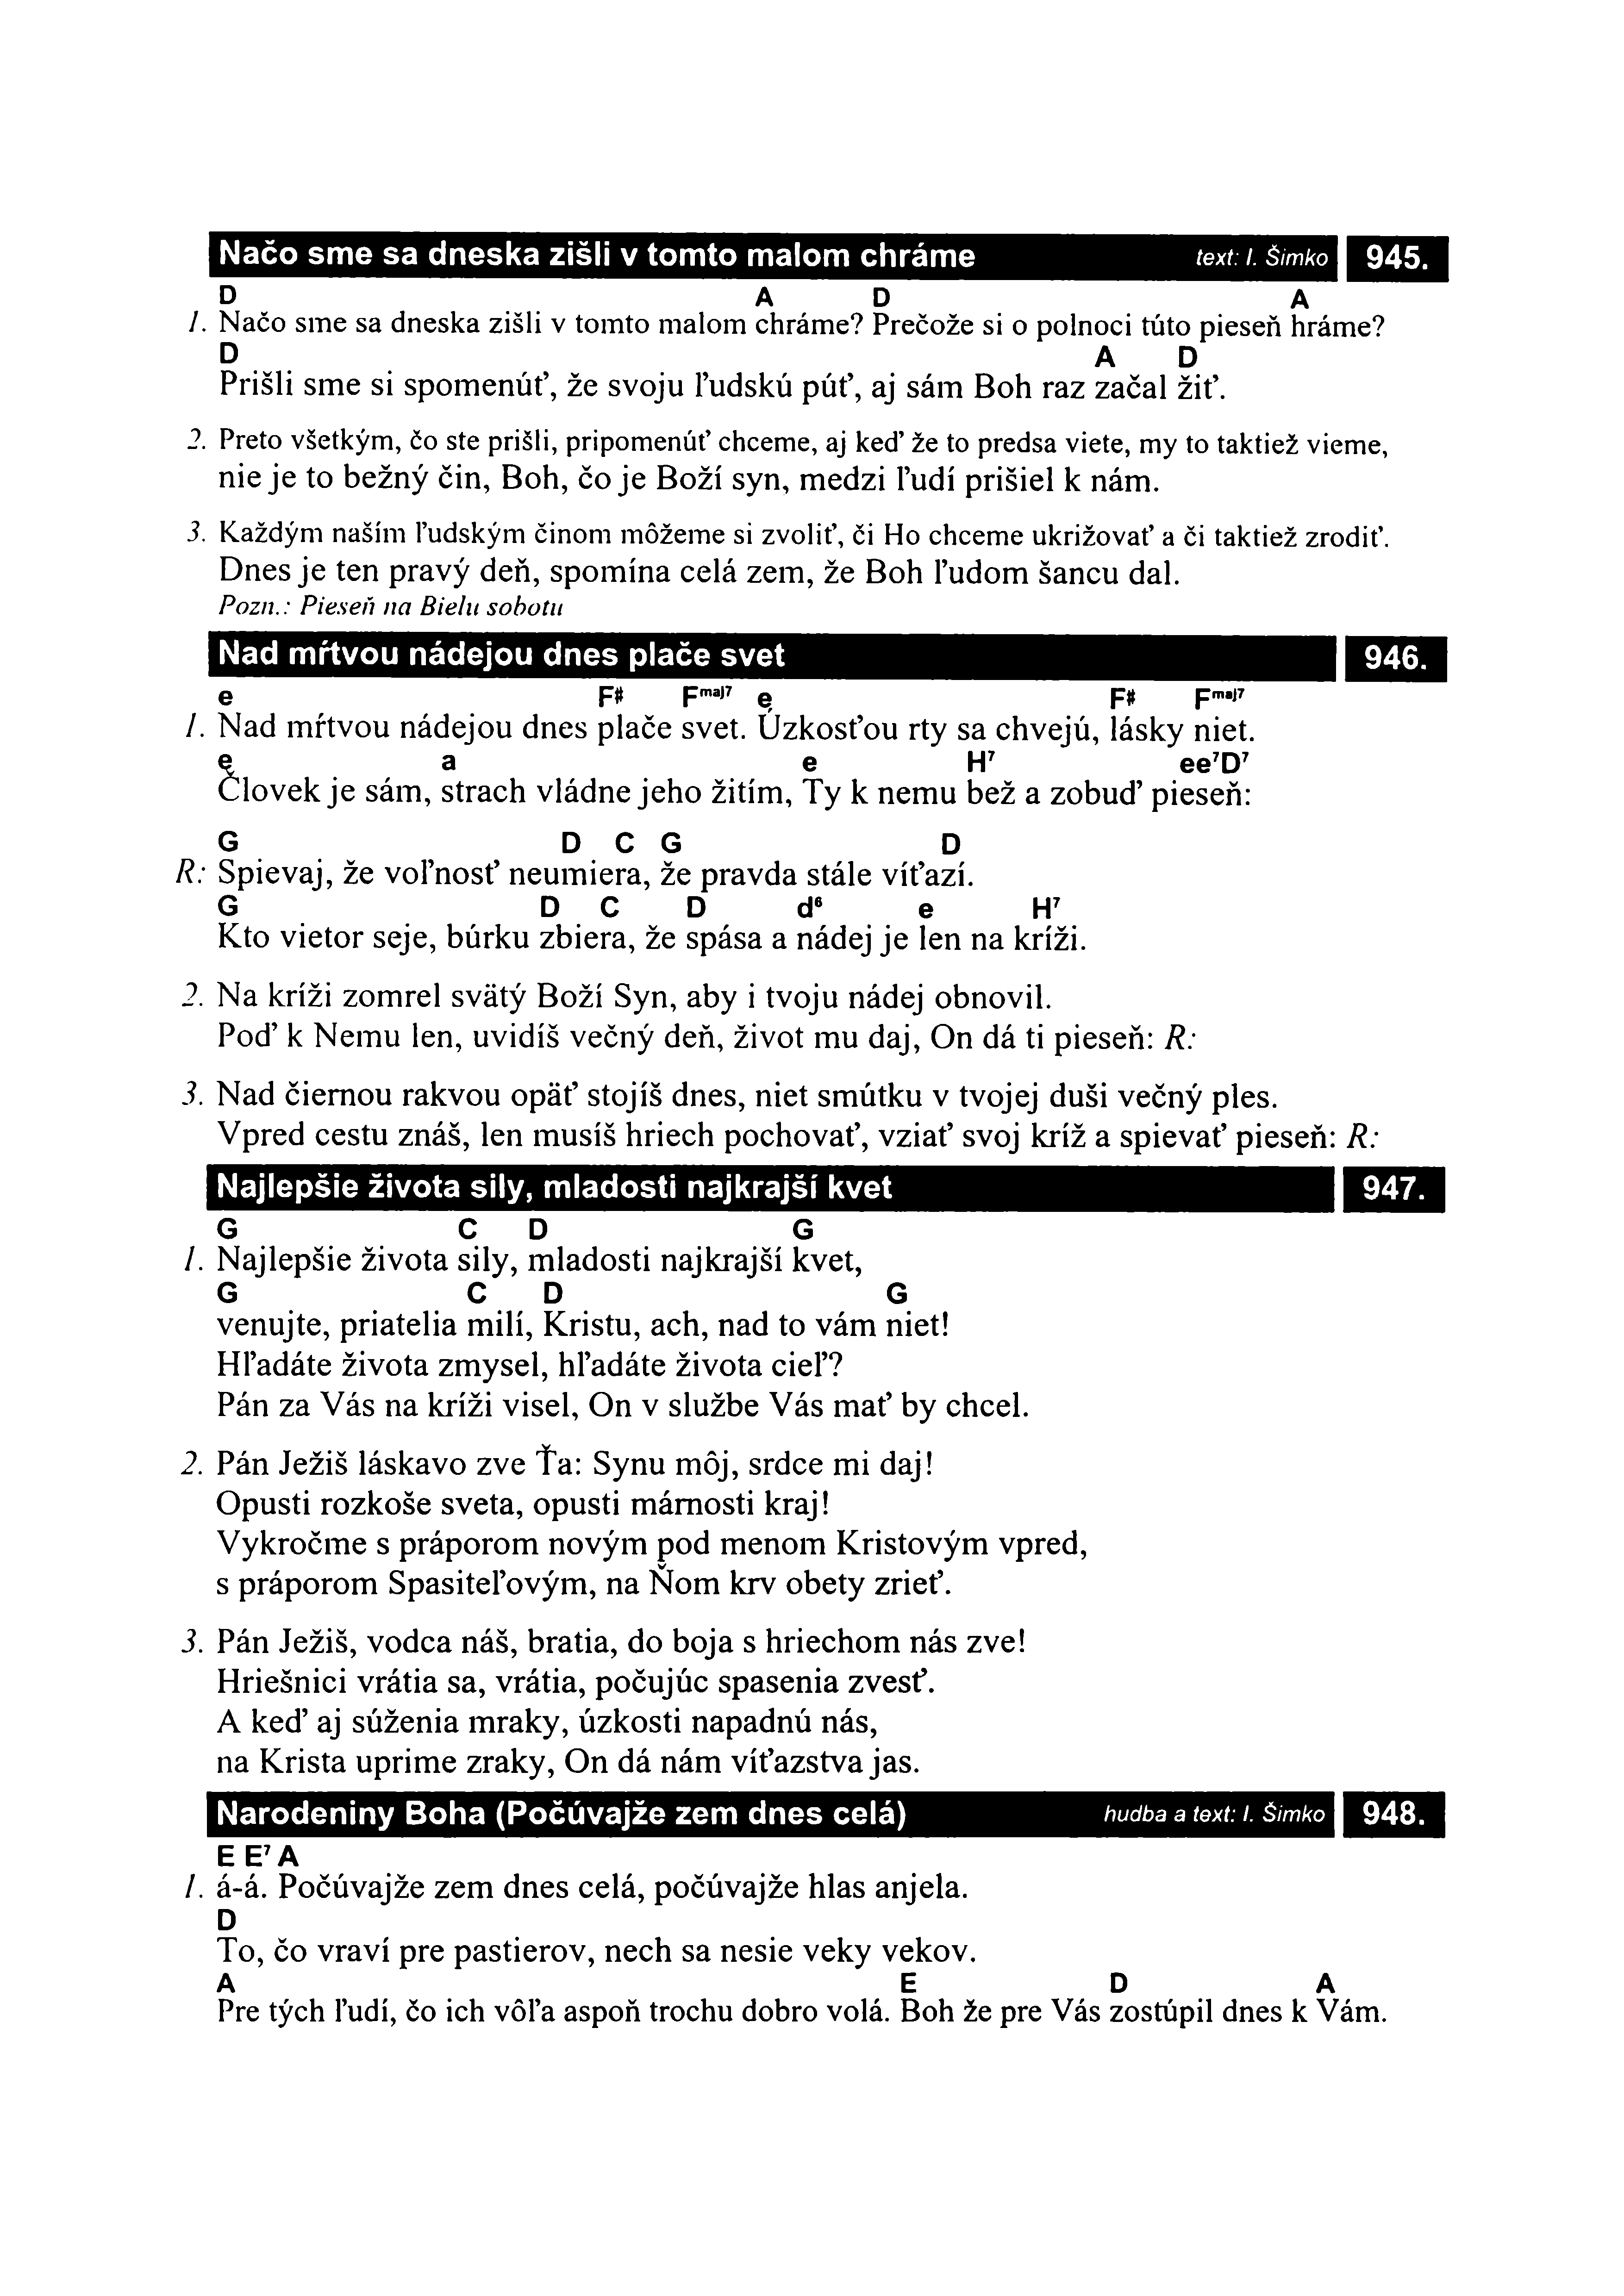 Načo sme sa dneska zišli v tomto malom chráme text: I. Šimko 945.
D A D A
1. Načo sme sa dneska zišli v tomto malom chráme? Prečože si o polnoci túto pieseň hráme?
D A D
Prišli sme si spomenúť, že svoju ľudskú púť, aj sám Boh raz začal žiť.
2. Preto všetkým, čo ste prišli, pripomenúť chceme, aj keď že to predsa viete, my to taktiež vieme,
nie je to bežný čin, Boh, čo je Boží syn, medzi ľudí prišiel k nám.
3. Každým naším ľudským činom môžeme si zvoliť, či Ho chceme ukrižovať a či taktiež zrodiť.
Dnes je ten pravý deň, spomína celá zem, že Boh ľudom šancu dal.
Pozn.: Pieseň na Bielu sobotu
Nad mŕtvou nádejou dnes plače svet 946.
e F# Fmaj7 e F# Fmaj7
1. Nad mŕtvou nádejou dnes plače svet. Úzkosťou rty sa chvejú, lásky niet.
e a e H7 ee7D7
Človek je sám, strach vládne jeho žitím, Ty k nemu bež a zobuď pieseň:
G D C G D
R: Spievaj, že voľnosť neumiera, že pravda stále víťazí.
G D C D d6 e H7
Kto vietor seje, búrku zbiera, že spása a nádej je len na kríži.
2. Na kríži zomrel svätý Boží Syn, aby i tvoju nádej obnovil.
Poď k Nemu len, uvidíš večný deň, život mu daj, On dá ti pieseň: R:
3. Nad čiernou rakvou opäť stojíš dnes, niet smútku v tvojej duši večný ples.
Vpred cestu znáš, len musíš hriech pochovať, vziať svoj kríž a spievať pieseň: R:
Najlepšie života sily, mladosti najkrajší kvet 947.
G C D G
1. Najlepšie života sily, mladosti najkrajší kvet,
G C D G
venujte, priatelia milí, Kristu, ach, nad to vám niet!
Hľadáte života zmysel, hľadáte života cieľ?
Pán za Vás na kríži visel, On v službe Vás mať by chcel.
2. Pán Ježiš láskavo zve Ťa: Synu môj, srdce mi daj!
Opusti rozkoše sveta, opusti márnosti kraj!
Vykročme s práporom novým pod menom Kristovým vpred,
s práporom Spasiteľovým, na Ňom krv obety zrieť.
3. Pán Ježiš, vodca náš, bratia, do boja s hriechom nás zve!
Hriešnici vrátia sa, vrátia, počujúc spasenia zvesť.
A keď aj súženia mraky, úzkosti napadnú nás,
na Krista uprime zraky, On dá nám víťazstva jas.
Narodeniny Boha (Počúvajže zem dnes celá) hudba a text: I. Šimko 948.
E E7 A
1. á-á. Počúvajže zem dnes celá, počúvajže hlas anjela.
D
To, čo vraví pre pastierov, nech sa nesie veky vekov.
A E D A
Pre tých ľudí, čo ich vôľa aspoň trochu dobro volá. Boh že pre Vás zostúpil dnes k Vám.